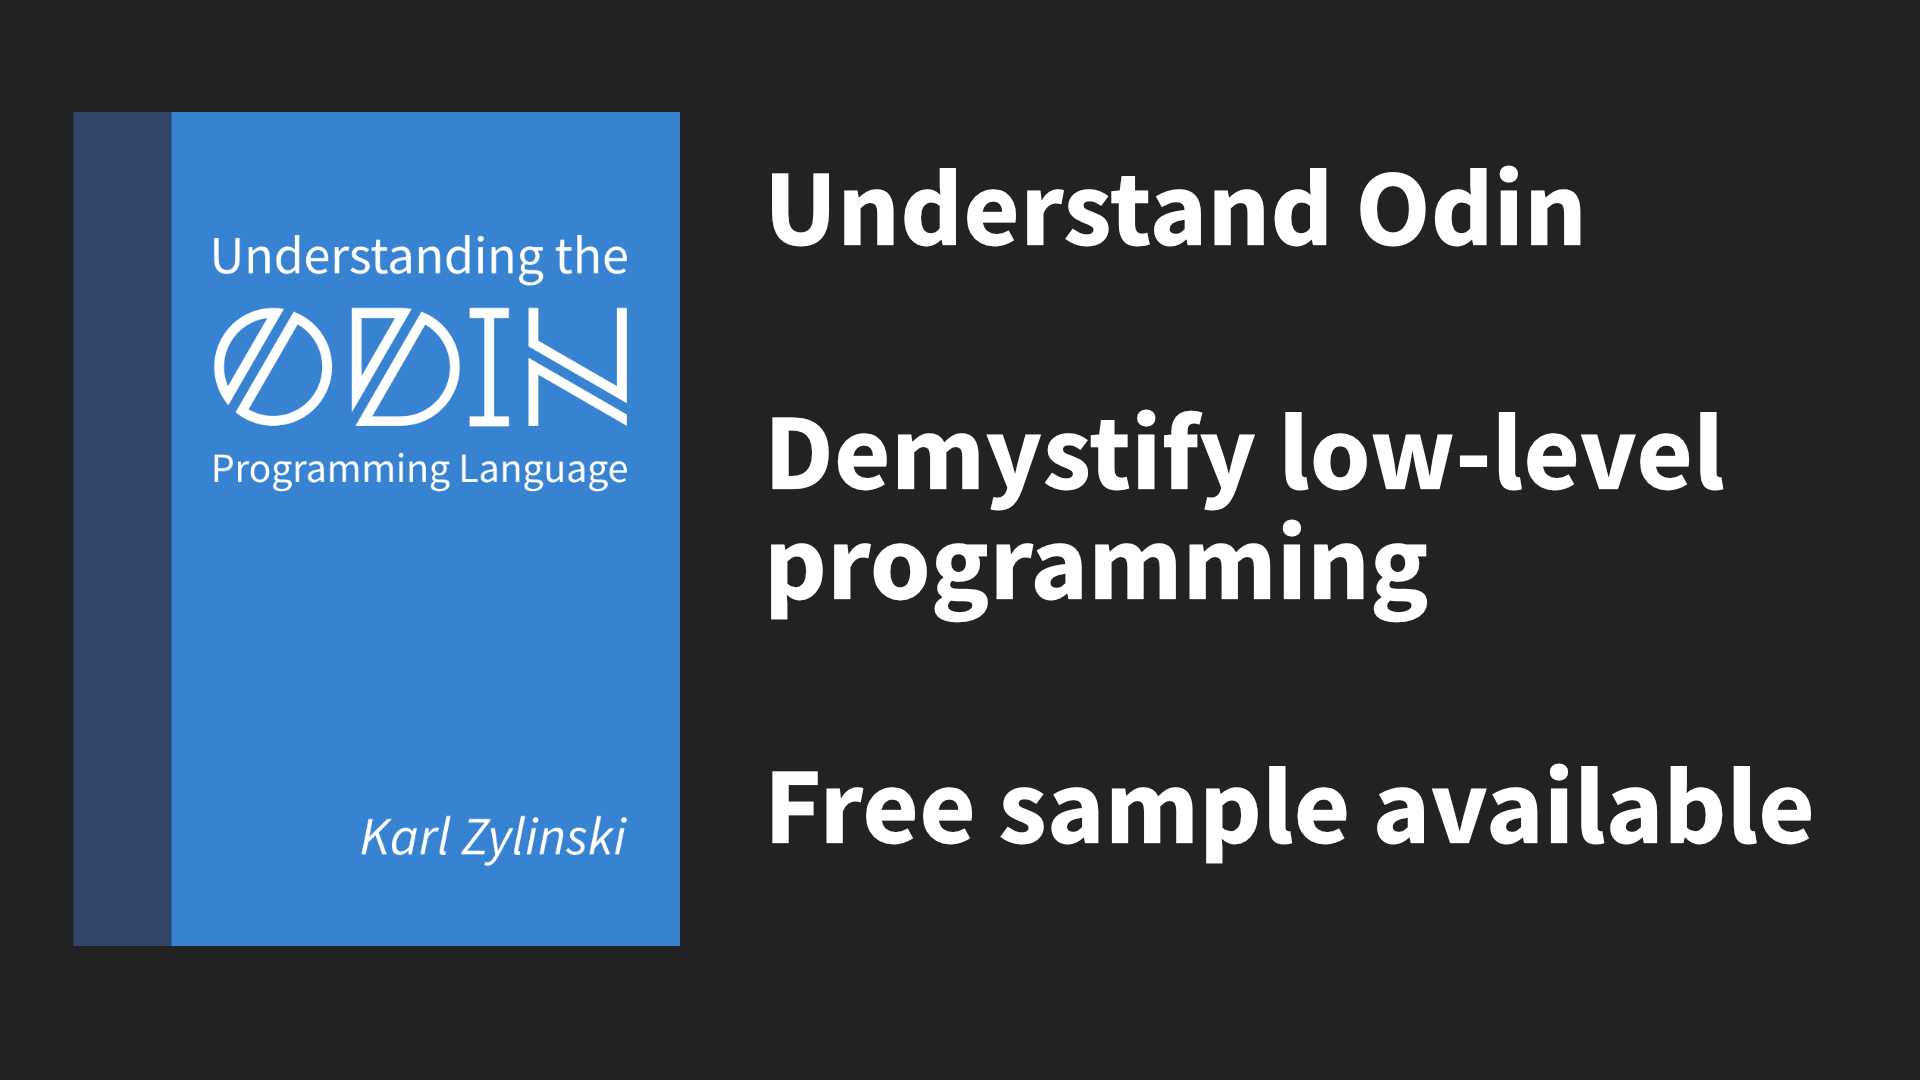 Understanding the
ODIN
Programming Language
Karl Zylinski
Understand Odin
Demystify low-level
programming
Free sample available